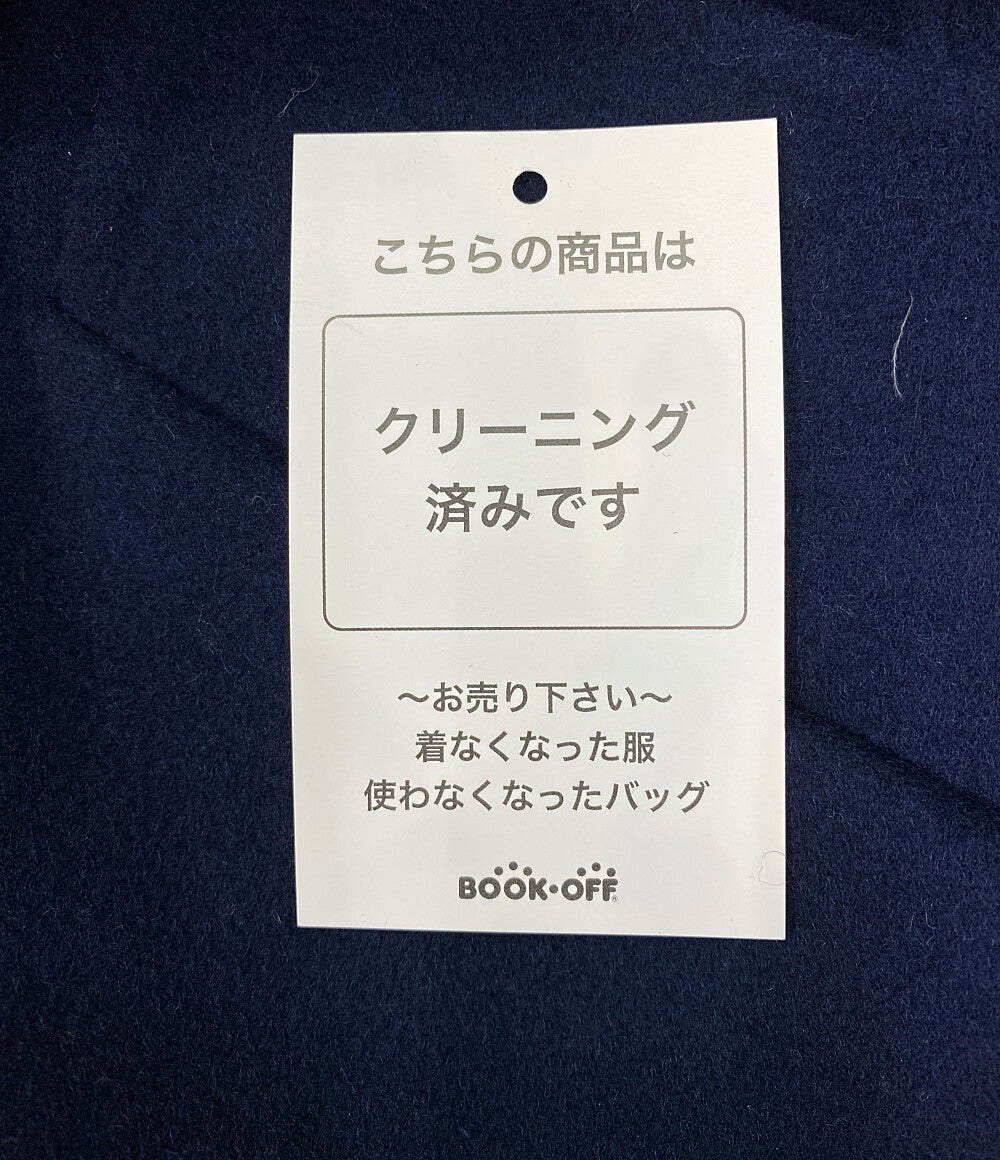 こちらの商品は
クリーニング
済みです
～お売り下さい～
着なくなった服
使わなくなったバッグ
BOOK・OFF®